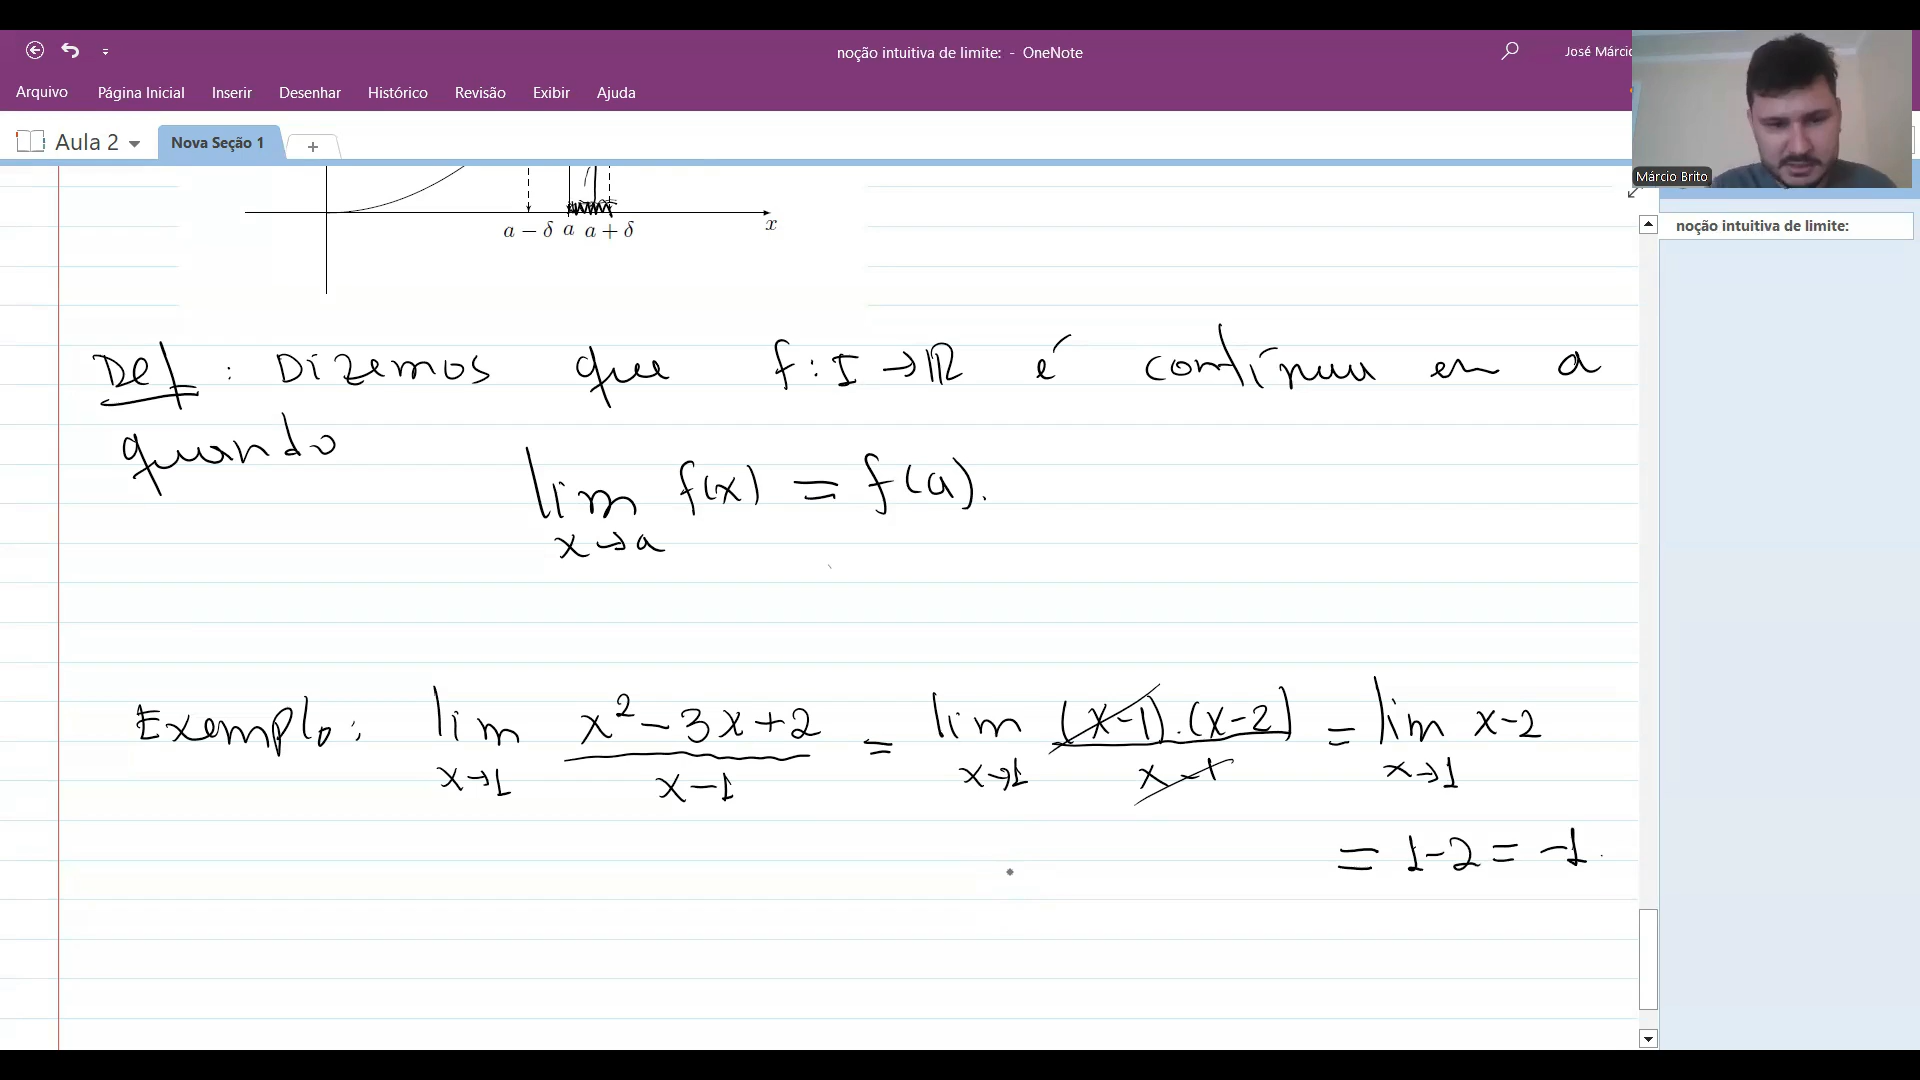 noção intuitiva de limite: - OneNote
José Márcio
Arquivo Página Inicial Inserir Desenhar Histórico Revisão Exibir Ajuda
Aula 2 Nova Seção 1 +
Márcio Brito
noção intuitiva de limite:
a − δ a a + δ x
Def: Dizemos que f: I → ℝ é contínua em a
quando
lim f(x) = f(a).
x→a
Exemplo: lim x² − 3x + 2 = lim (x−1).(x−2) = lim x−2
x→1 x−1 x→1 x−1 x→1
= 1−2 = −1.